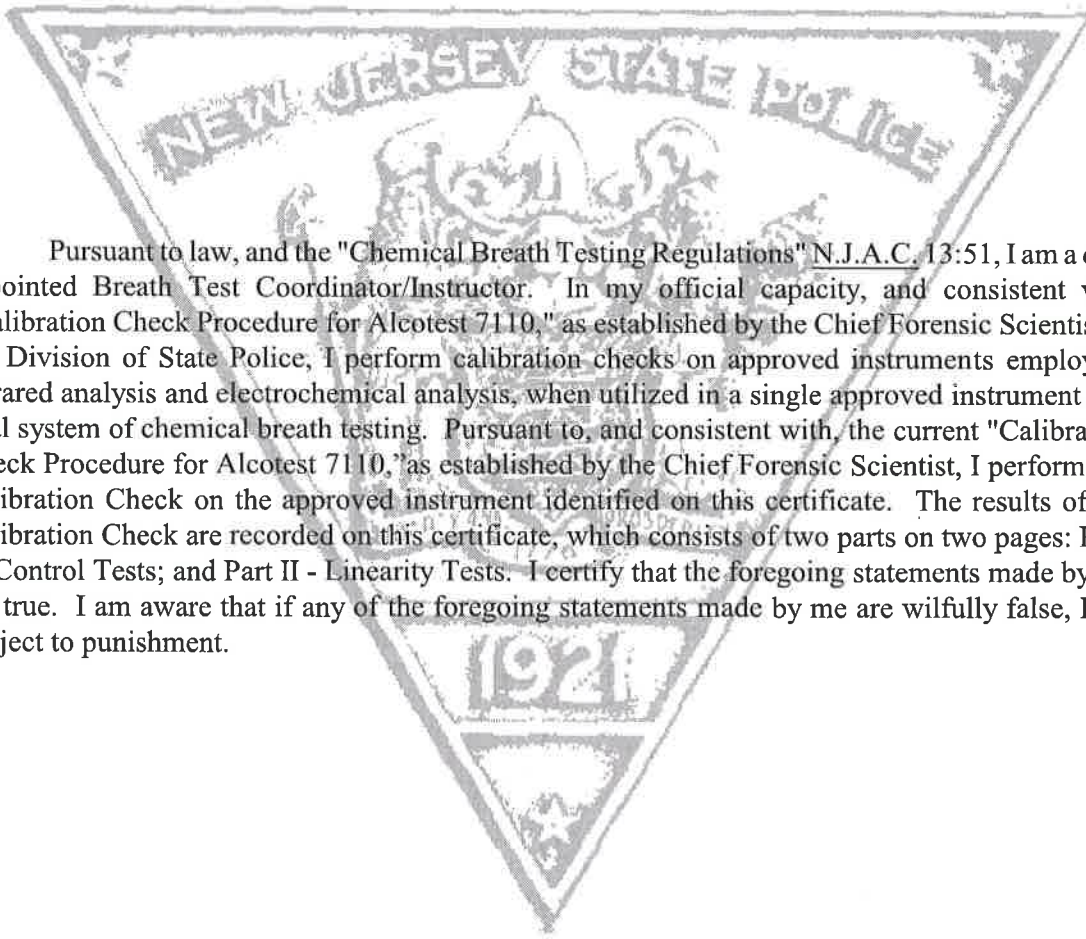 NEW JERSEY STATE POLICE
Pursuant to law, and the "Chemical Breath Testing Regulations" N.J.A.C. 13:51, I am a
ointed Breath Test Coordinator/Instructor. In my official capacity, and consistent
alibration Check Procedure for Alcotest 7110," as established by the Chief Forensic Scientis
Division of State Police, I perform calibration checks on approved instruments employ
rared analysis and electrochemical analysis, when utilized in a single approved instrument
l system of chemical breath testing. Pursuant to, and consistent with, the current "Calibra
eck Procedure for Alcotest 7110," as established by the Chief Forensic Scientist, I perform
ibration Check on the approved instrument identified on this certificate. The results of
ibration Check are recorded on this certificate, which consists of two parts on two pages:
Control Tests; and Part II - Linearity Tests. I certify that the foregoing statements made by
true. I am aware that if any of the foregoing statements made by me are wilfully false, I
ject to punishment.
1921